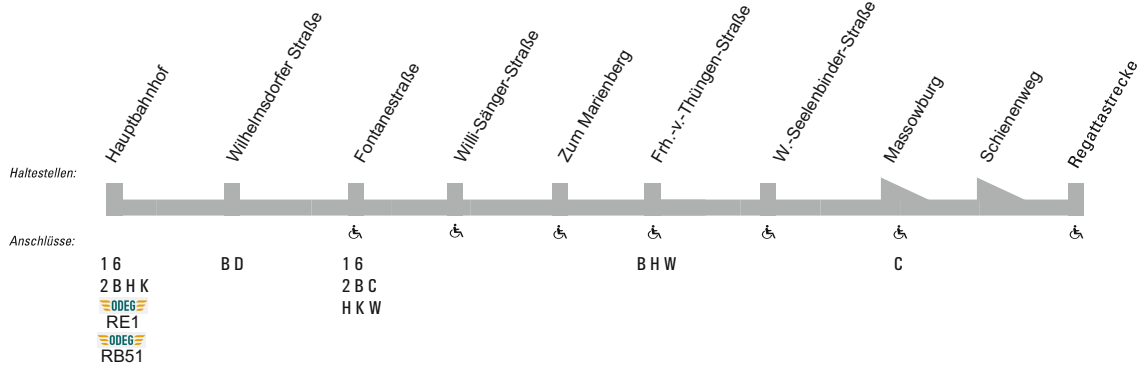 Hauptbahnhof
Wilhelmsdorfer Straße
Fontanestraße
Willi-Sänger-Straße
Zum Marienberg
Frh.-v.-Thüngen-Straße
W.-Seelenbinder-Straße
Massowburg
Schienenweg
Regattastrecke
Haltestellen:
Anschlüsse:
1 6
2 B H K
ODEG
RE1
ODEG
RB51
B D
1 6
2 B C
H K W
B H W
C